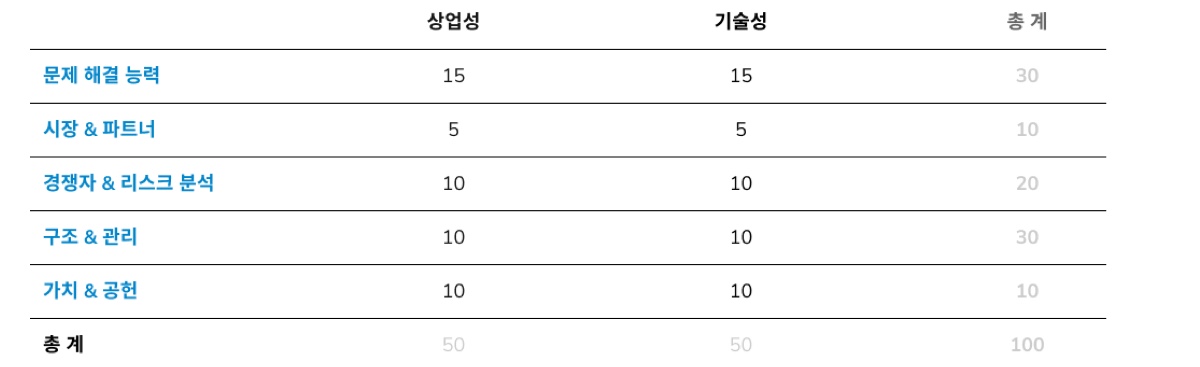 상업성 기술성 총 계
문제 해결 능력 15 15 30
시장 & 파트너 5 5 10
경쟁자 & 리스크 분석 10 10 20
구조 & 관리 10 10 30
가치 & 공헌 10 10 10
총 계 50 50 100